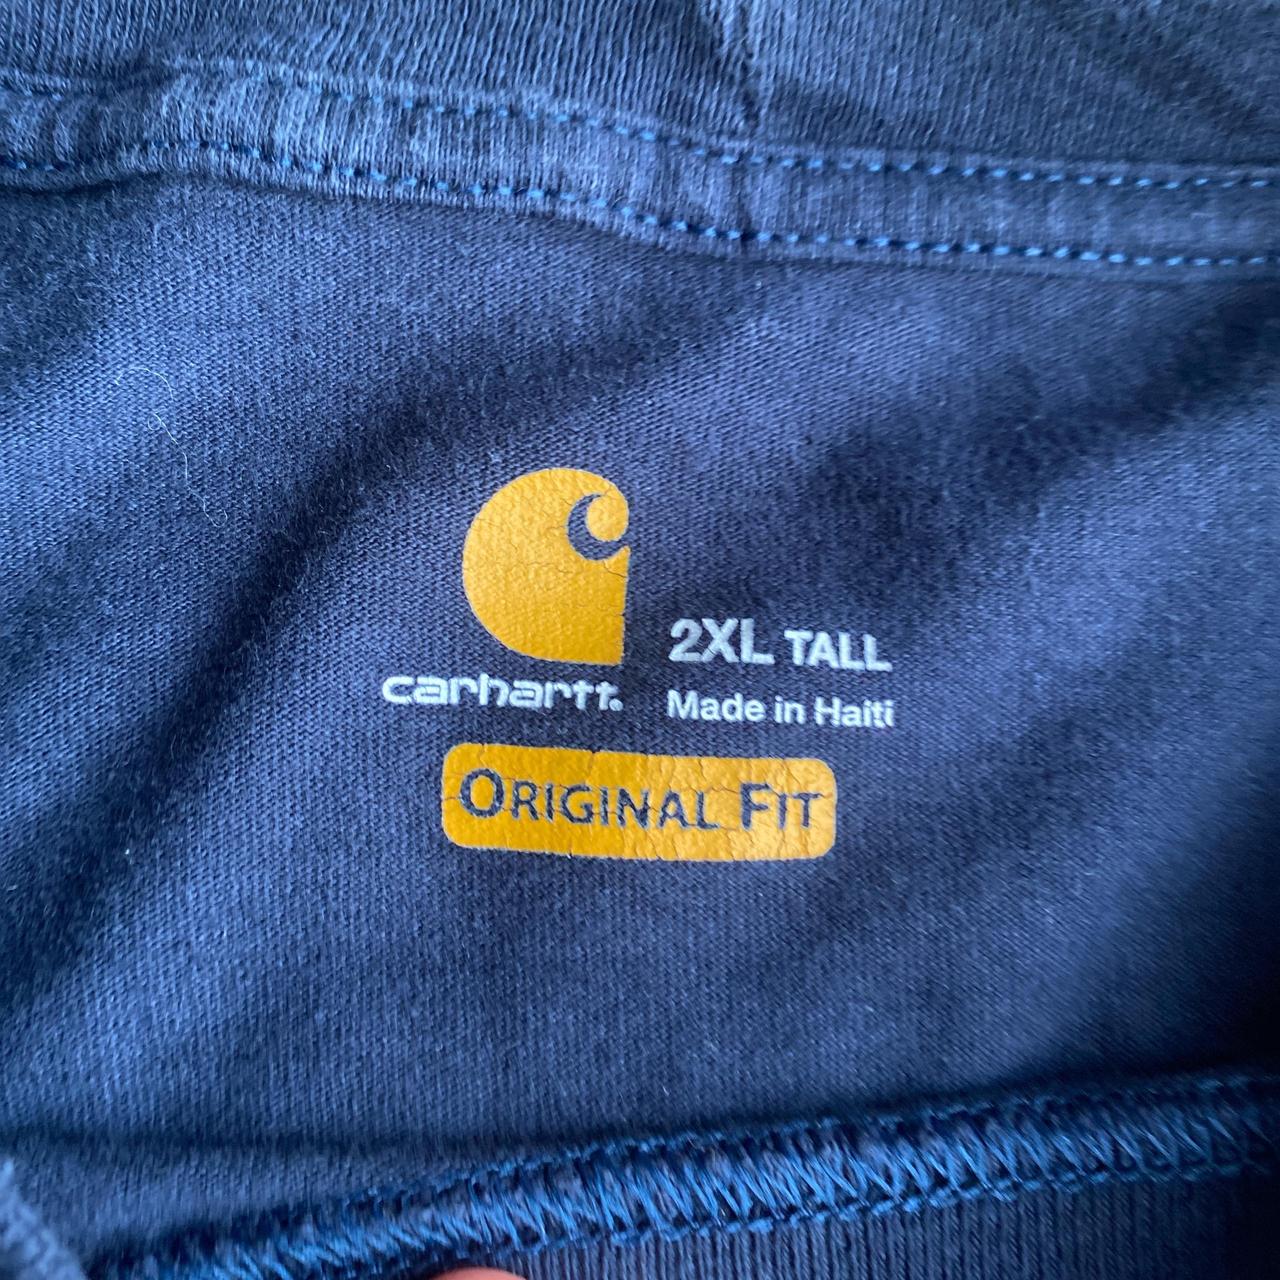 carhartt.
2XL TALL
Made in Haiti
ORIGINAL FIT